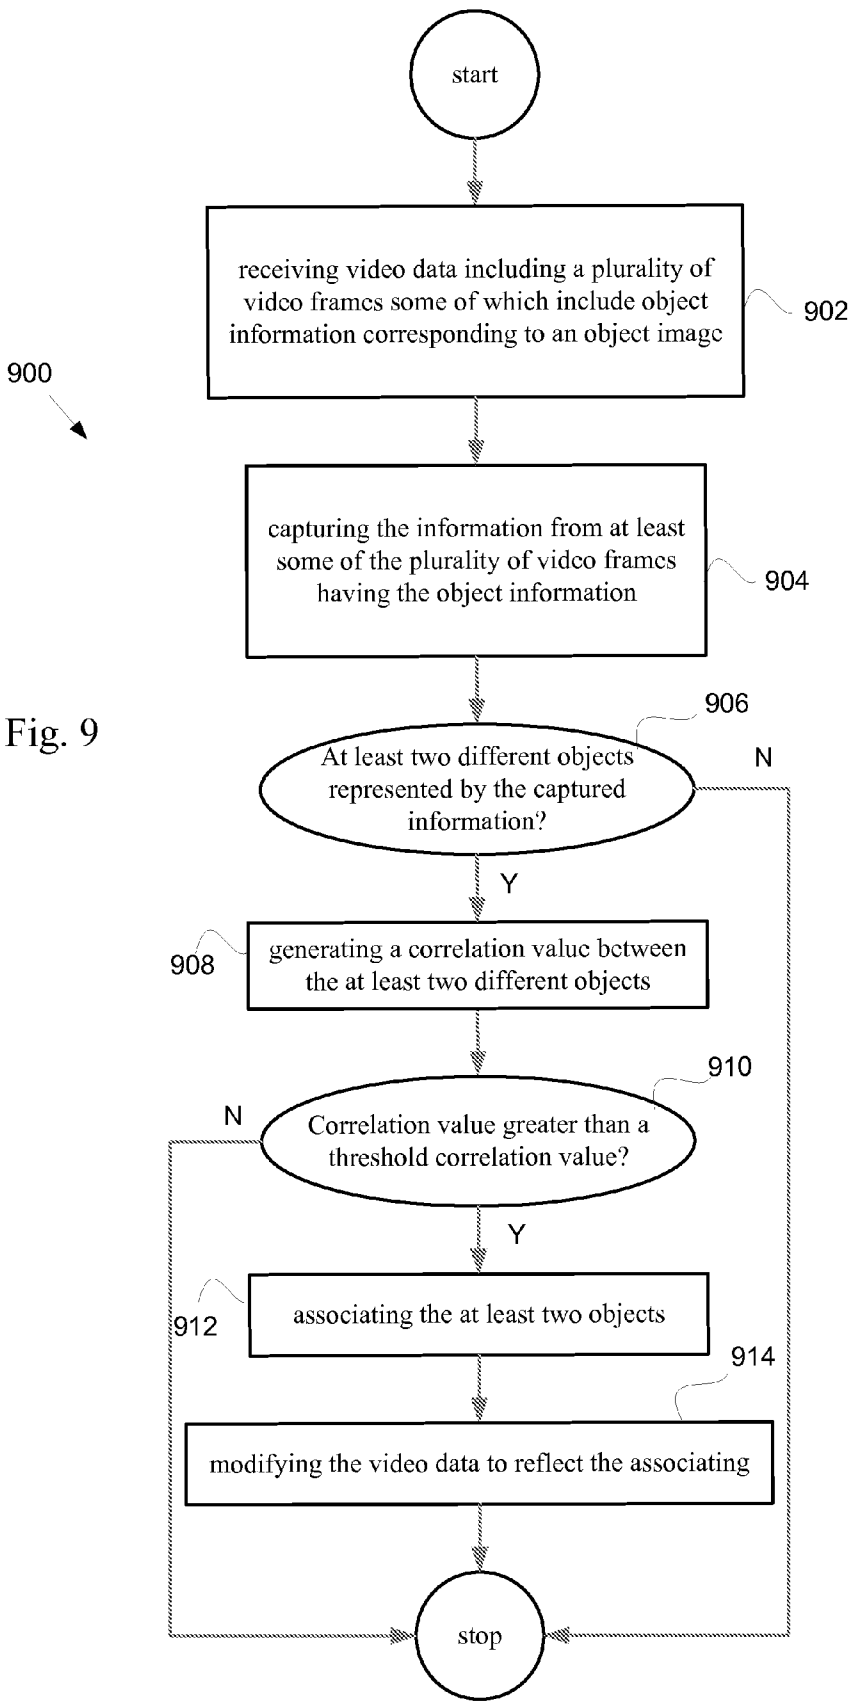 start
receiving video data including a plurality of
video frames some of which include object
information corresponding to an object image
902
900
capturing the information from at least
some of the plurality of video frames
having the object information
904
Fig. 9
906
At least two different objects
represented by the captured
information?
N
Y
908
generating a correlation value between
the at least two different objects
910
N
Correlation value greater than a
threshold correlation value?
Y
912
associating the at least two objects
914
modifying the video data to reflect the associating
stop